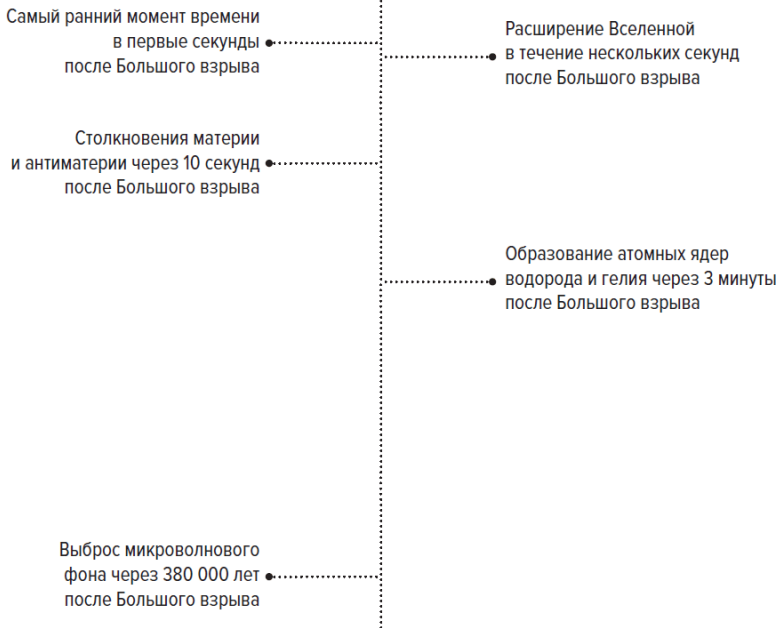 Самый ранний момент времени
в первые секунды
после Большого взрыва
Расширение Вселенной
в течение нескольких секунд
после Большого взрыва
Столкновения материи
и антиматерии через 10 секунд
после Большого взрыва
Образование атомных ядер
водорода и гелия через 3 минуты
после Большого взрыва
Выброс микроволнового
фона через 380 000 лет
после Большого взрыва